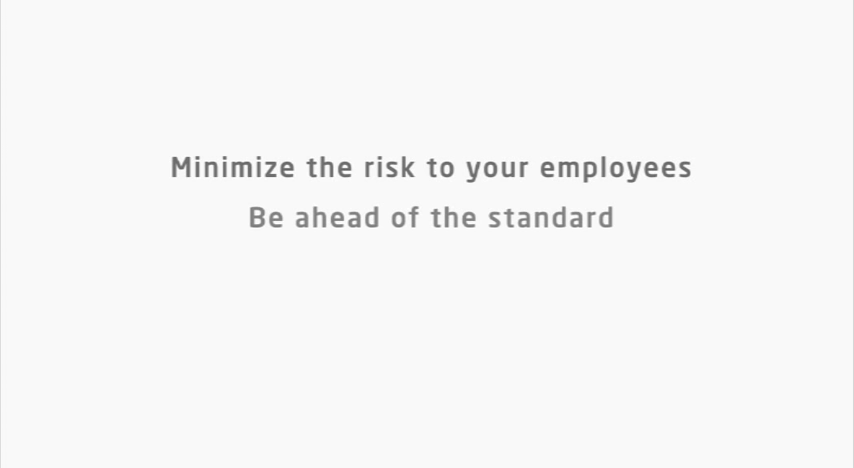 Minimize the risk to your employees
Be ahead of the standard